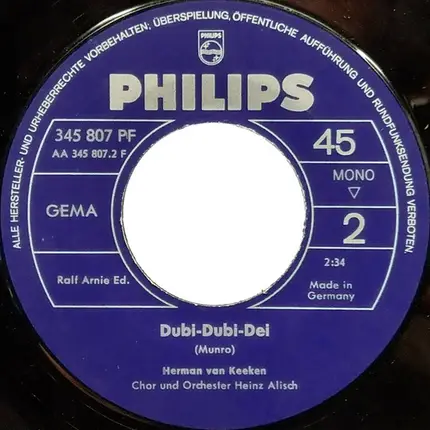 ALLE HERSTELLER- UND URHEBERRECHTE VORBEHALTEN; ÜBERSPIELUNG, ÖFFENTLICHE AUFFÜHRUNG UND RUNDFUNKSENDUNG VERBOTEN.
PHILIPS
PHILIPS
345 807 PF
AA 345 807.2 F
45
MONO
GEMA
2
2:34
Ralf Arnie Ed.
Made in
Germany
Dubi-Dubi-Dei
(Munro)
Herman van Keeken
Chor und Orchester Heinz Alisch